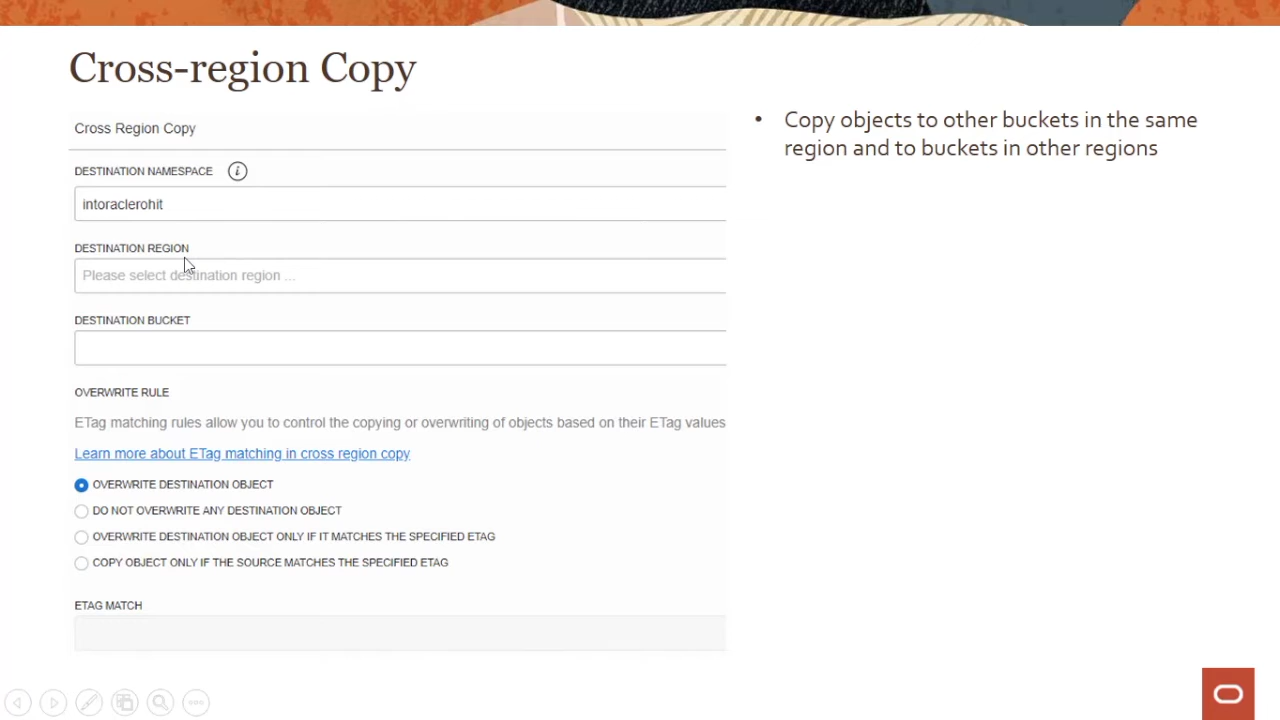 Cross-region Copy
Cross Region Copy
DESTINATION NAMESPACE i
intoraclerohit
DESTINATION REGION
Please select destination region ...
DESTINATION BUCKET
OVERWRITE RULE
ETag matching rules allow you to control the copying or overwriting of objects based on their ETag values
Learn more about ETag matching in cross region copy
OVERWRITE DESTINATION OBJECT
DO NOT OVERWRITE ANY DESTINATION OBJECT
OVERWRITE DESTINATION OBJECT ONLY IF IT MATCHES THE SPECIFIED ETAG
COPY OBJECT ONLY IF THE SOURCE MATCHES THE SPECIFIED ETAG
ETAG MATCH
• Copy objects to other buckets in the same
region and to buckets in other regions